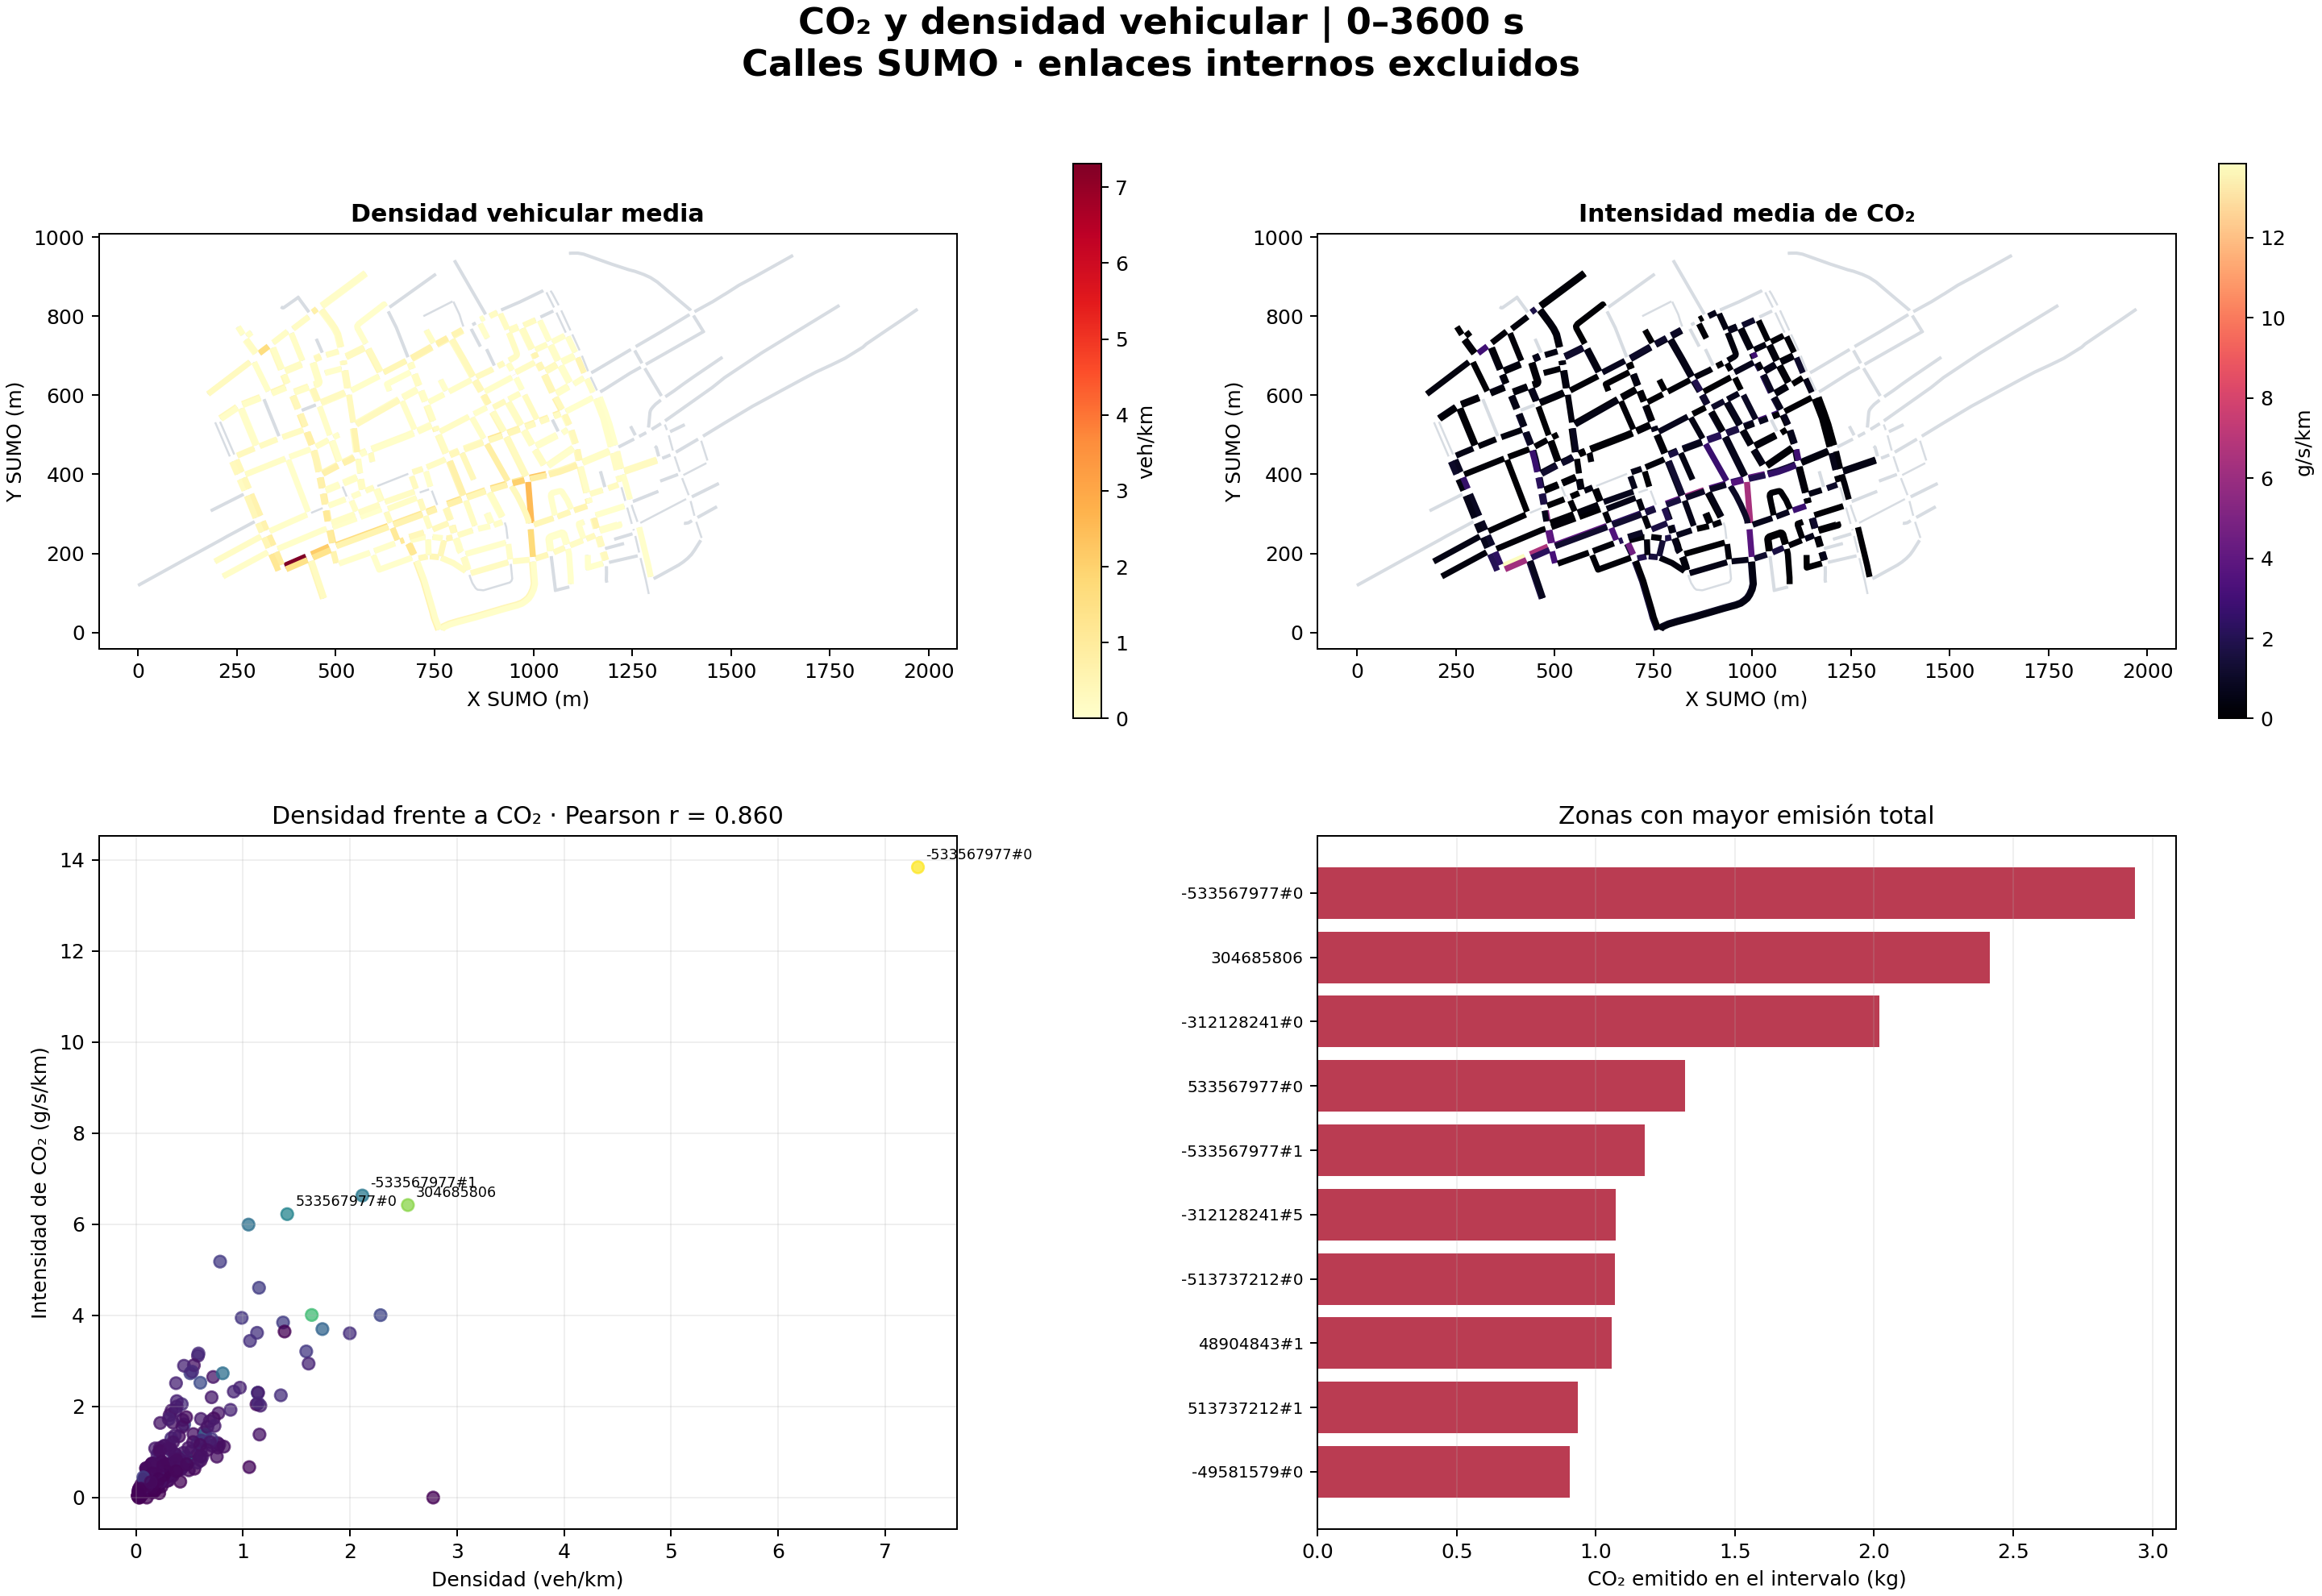 CO₂ y densidad vehicular | 0–3600 s
Calles SUMO · enlaces internos excluidos
Densidad vehicular media
1000
800
600
400
200
0
Y SUMO (m)
0 250 500 750 1000 1250 1500 1750 2000
X SUMO (m)
7
6
5
4
3
2
1
0
veh/km
Intensidad media de CO₂
1000
800
600
400
200
0
Y SUMO (m)
0 250 500 750 1000 1250 1500 1750 2000
X SUMO (m)
12
10
8
6
4
2
0
g/s/km
Densidad frente a CO₂ · Pearson r = 0.860
14
12
10
8
6
4
2
0
Intensidad de CO₂ (g/s/km)
-533567977#0
-533567977#1
304685806
533567977#0
0 1 2 3 4 5 6 7
Densidad (veh/km)
Zonas con mayor emisión total
-533567977#0
304685806
-312128241#0
533567977#0
-533567977#1
-312128241#5
-513737212#0
48904843#1
513737212#1
-49581579#0
0.0 0.5 1.0 1.5 2.0 2.5 3.0
CO₂ emitido en el intervalo (kg)